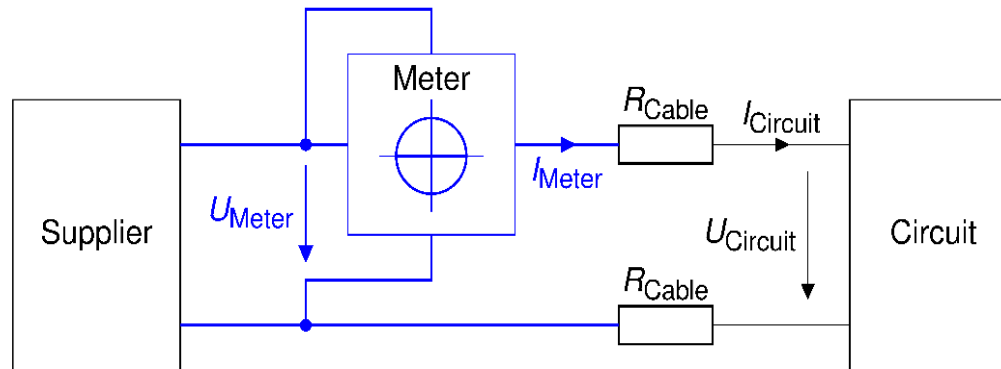 Meter
R_Cable
I_Circuit
I_Meter
U_Meter
Supplier
U_Circuit
Circuit
R_Cable